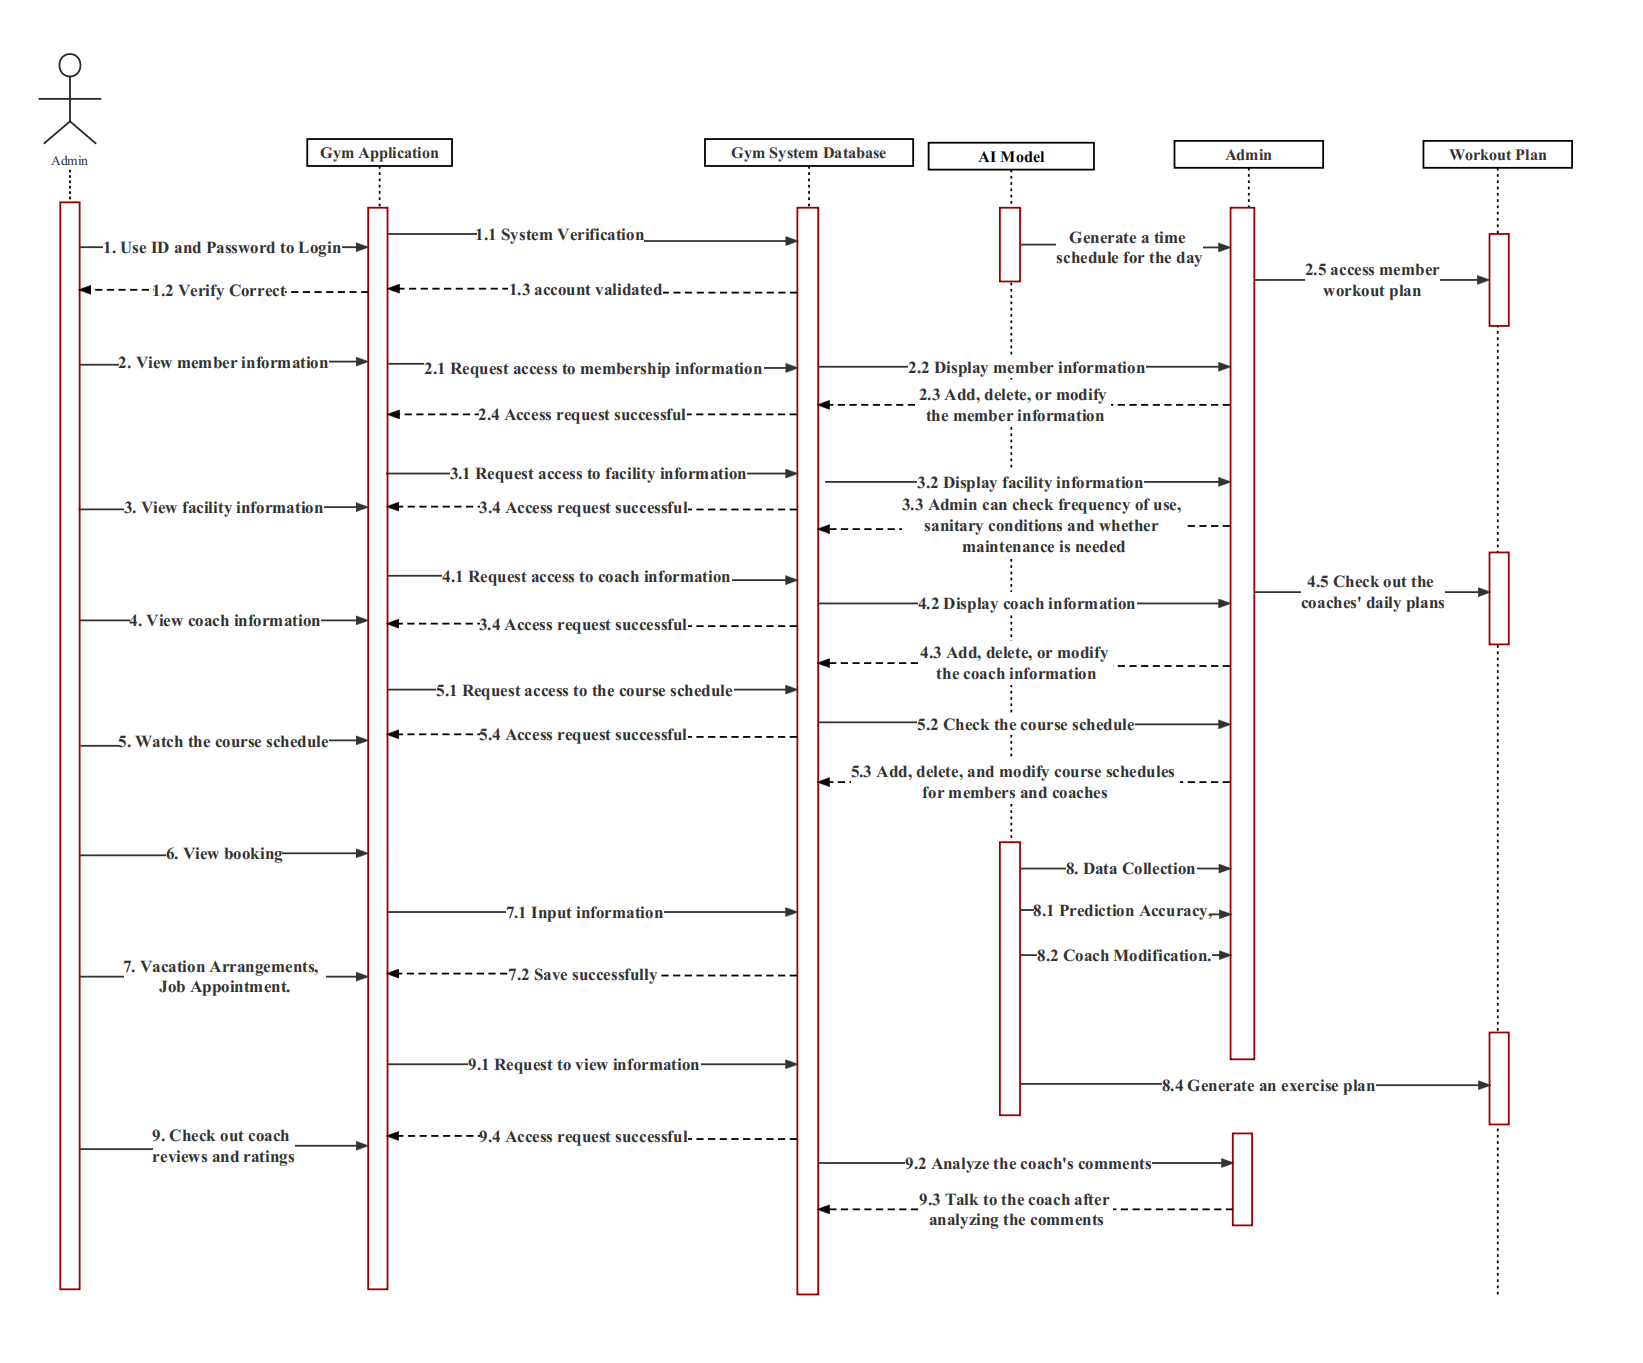 Admin
Gym Application
Gym System Database
AI Model
Admin
Workout Plan
1. Use ID and Password to Login
1.1 System Verification
Generate a time
schedule for the day
2.5 access member
workout plan
1.2 Verify Correct
1.3 account validated
2. View member information
2.1 Request access to membership information
2.2 Display member information
2.3 Add, delete, or modify
the member information
2.4 Access request successful
3.1 Request access to facility information
3.2 Display facility information
3. View facility information
3.4 Access request successful
3.3 Admin can check frequency of use,
sanitary conditions and whether
maintenance is needed
4.1 Request access to coach information
4.2 Display coach information
4.5 Check out the
coaches' daily plans
4. View coach information
3.4 Access request successful
4.3 Add, delete, or modify
the coach information
5.1 Request access to the course schedule
5.2 Check the course schedule
5. Watch the course schedule
5.4 Access request successful
5.3 Add, delete, and modify course schedules
for members and coaches
6. View booking
8. Data Collection
7.1 Input information
8.1 Prediction Accuracy,
8.2 Coach Modification.
7. Vacation Arrangements,
Job Appointment.
7.2 Save successfully
9.1 Request to view information
8.4 Generate an exercise plan
9. Check out coach
reviews and ratings
9.4 Access request successful
9.2 Analyze the coach's comments
9.3 Talk to the coach after
analyzing the comments